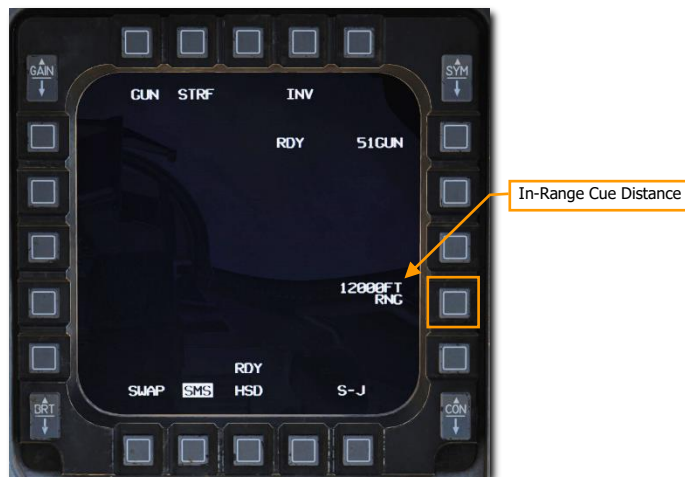 GAIN
SYM
GUN STRF INV
RDY 51GUN
In-Range Cue Distance
12000FT
RNG
RDY
SWAP SMS HSD S-J
BRT
CON